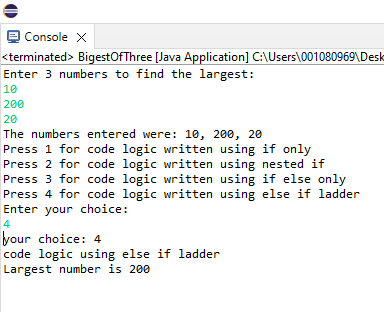 Console
<terminated> BigestOfThree [Java Application] C:\Users\001080969\Desk
Enter 3 numbers to find the largest:
10
200
20
The numbers entered were: 10, 200, 20
Press 1 for code logic written using if only
Press 2 for code logic written using nested if
Press 3 for code logic written using if else only
Press 4 for code logic written using else if ladder
Enter your choice:
4
your choice: 4
code logic using else if ladder
Largest number is 200